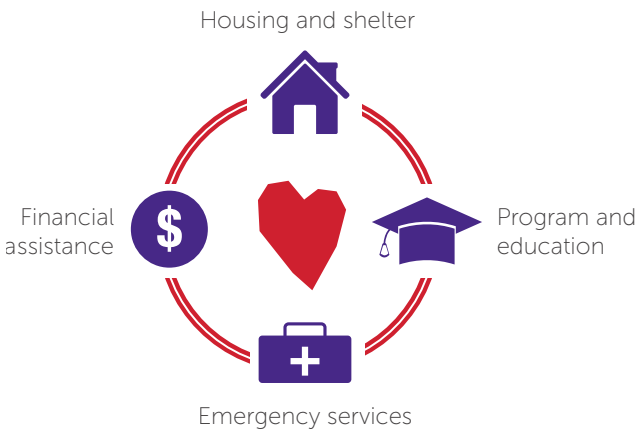 Housing and shelter
$
Financial
assistance
Program and
education
Emergency services